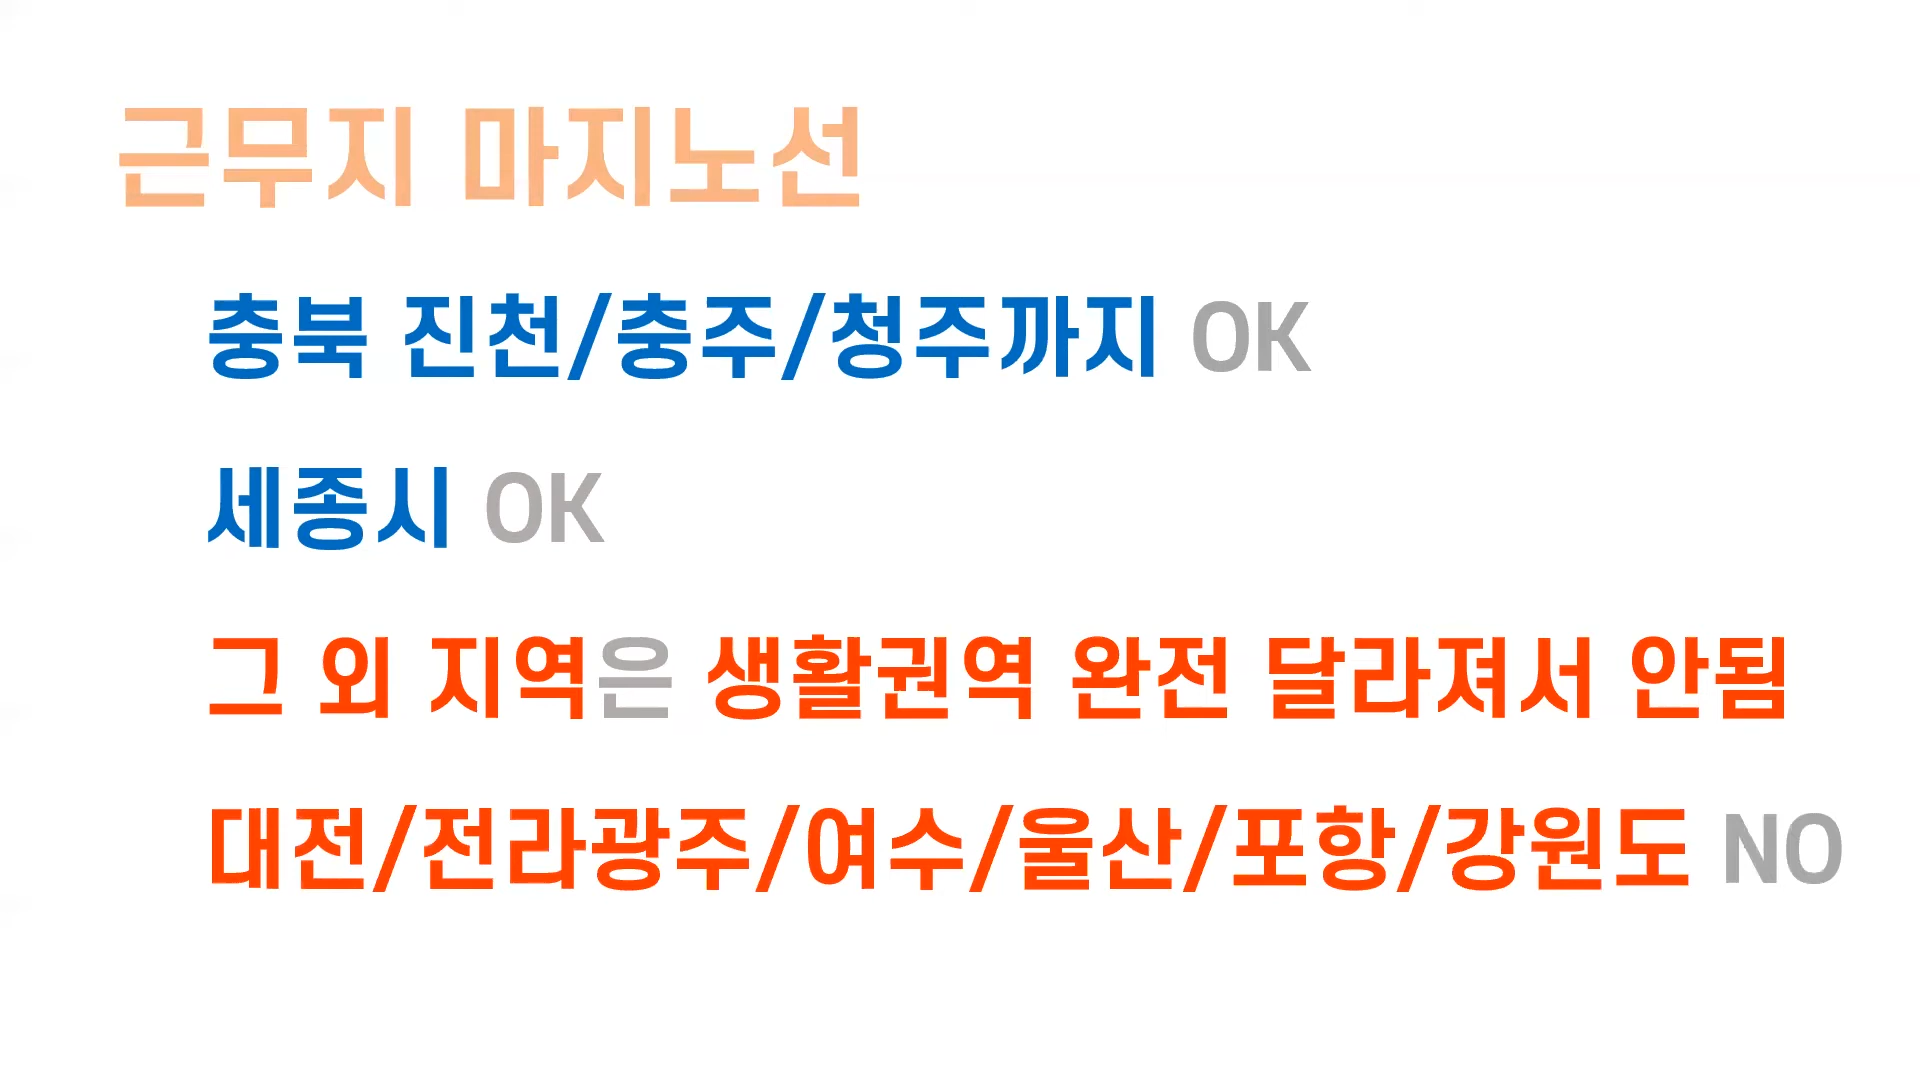 근무지 마지노선
충북 진천/충주/청주까지 OK
세종시 OK
그 외 지역은 생활권역 완전 달라져서 안됨
대전/전라광주/여수/울산/포항/강원도 NO